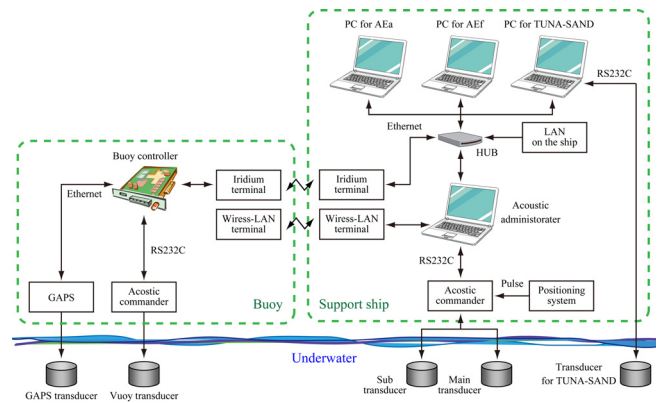 PC for AEa
PC for AEf
PC for TUNA-SAND
RS232C
Ethernet
HUB
LAN
on the ship
Buoy controller
Ethernet
Iridium
terminal
Iridium
terminal
Wiress-LAN
terminal
Wiress-LAN
terminal
Acoustic
administorater
RS232C
RS232C
GAPS
Acostic
commander
Buoy
Support ship
Acostic
commander
Pulse
Positioning
system
Underwater
GAPS transducer
Vuoy transducer
Sub
transducer
Main
transducer
Transducer
for TUNA-SAND